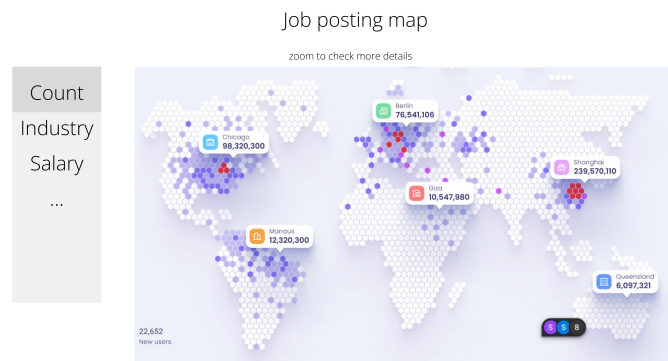 Job posting map
zoom to check more details
Count
Industry
Salary
...
Berlin
76,541,106
Chicago
98,320,300
Shanghai
239,570,110
Giza
10,547,980
Manaus
12,320,300
Queensland
6,097,321
S S 8
22,652
New users